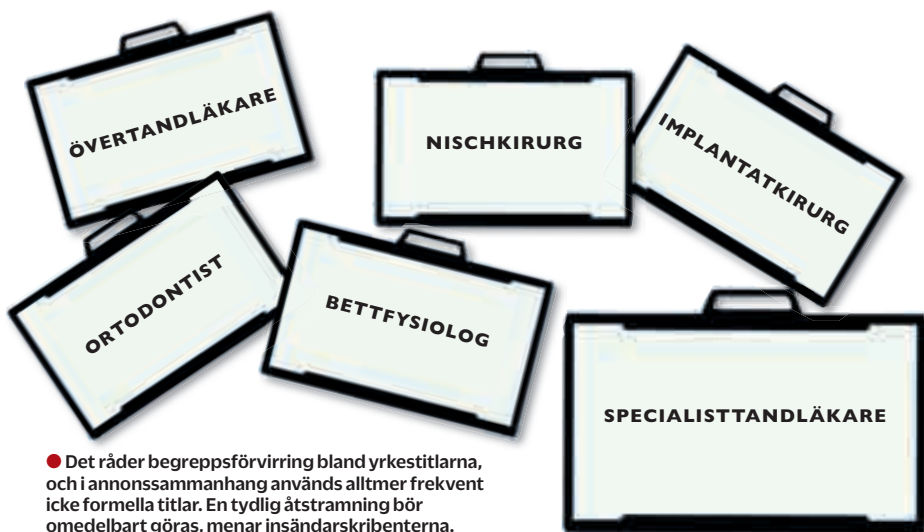 ÖVERTANDLÄKARE
NISCHKIRURG
IMPLANTATKIRURG
ORTODONTIST
BETTFYSIOLOG
SPECIALISTTANDLÄKARE
● Det råder begreppsförvirring bland yrkestitlarna,
och i annonssammanhang används alltmer frekvent
icke formella titlar. En tydlig åtstramning bör
omedelbart göras, menar insändarskribenterna.